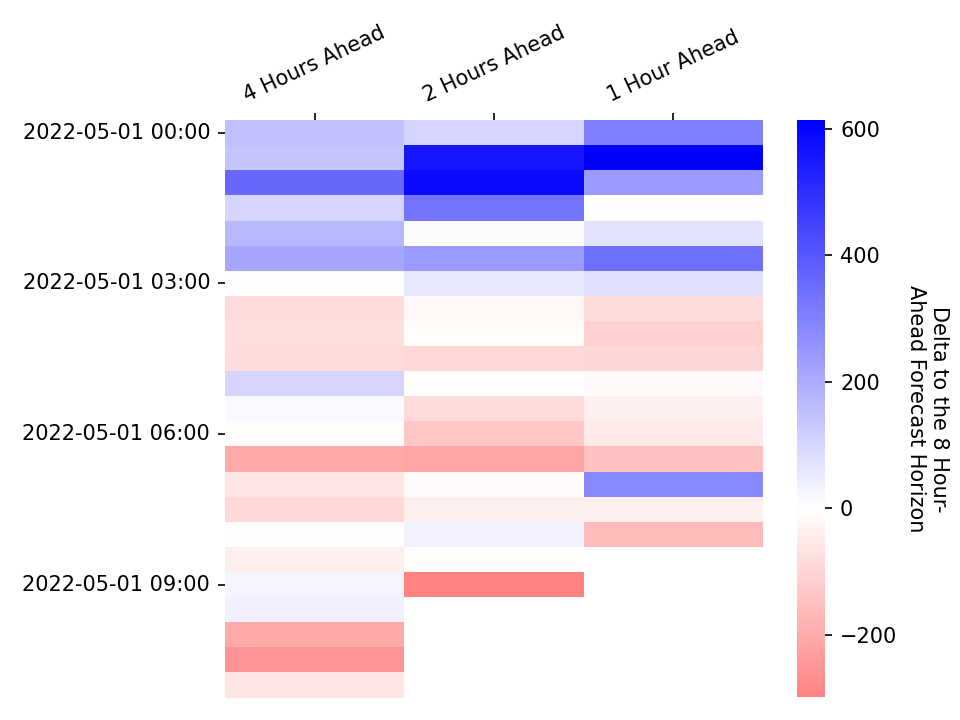 4 Hours Ahead
2 Hours Ahead
1 Hour Ahead
2022-05-01 00:00
2022-05-01 03:00
2022-05-01 06:00
2022-05-01 09:00
600
400
200
0
−200
Delta to the 8 Hour-
Ahead Forecast Horizon